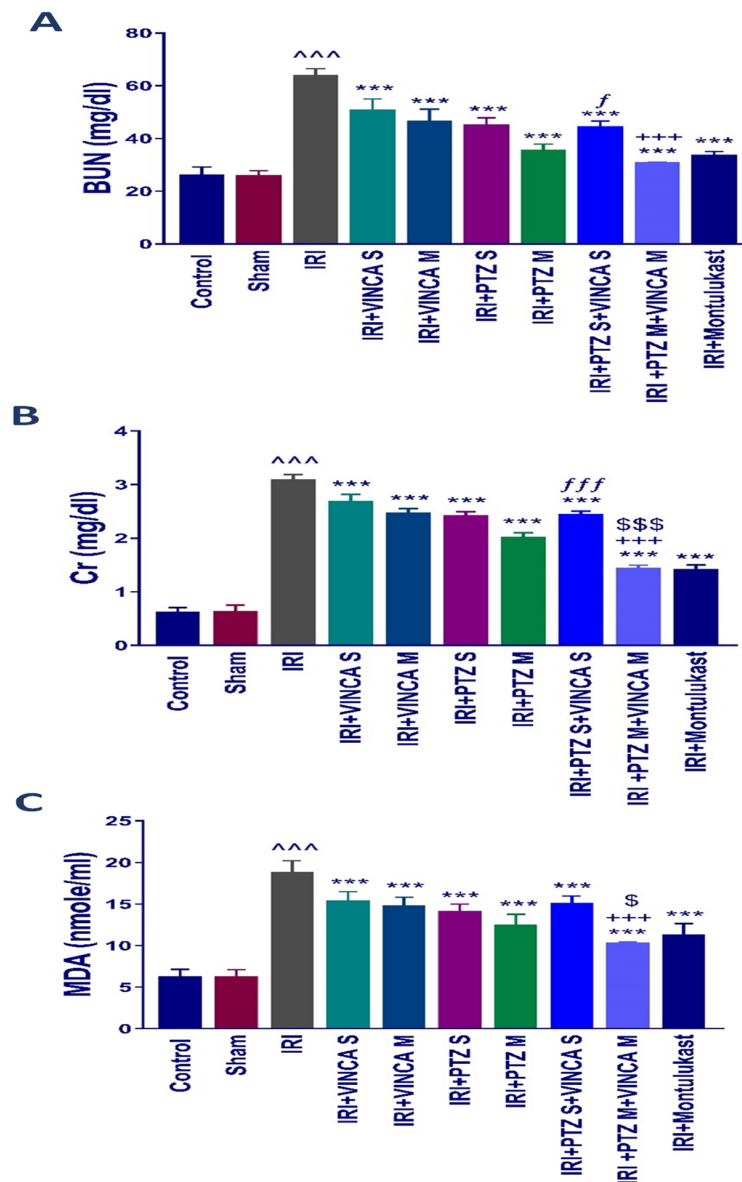 A
BUN (mg/dl)
80
60
40
20
0
^^^
***
***
***
***
ƒ
***
+++
***
***
Control
Sham
IRI
IRI+VINCA S
IRI+VINCA M
IRI+PTZ S
IRI+PTZ M
IRI+PTZ S+VINCA S
IRI +PTZ M+VINCA M
IRI+Montulukast
B
Cr (mg/dl)
4
3
2
1
0
^^^
***
***
***
***
ƒƒƒ
***
$$$
+++
***
***
Control
Sham
IRI
IRI+VINCA S
IRI+VINCA M
IRI+PTZ S
IRI+PTZ M
IRI+PTZ S+VINCA S
IRI +PTZ M+VINCA M
IRI+Montulukast
C
MDA (nmole/ml)
25
20
15
10
5
0
^^^
***
***
***
***
***
$
+++
***
***
Control
Sham
IRI
IRI+VINCA S
IRI+VINCA M
IRI+PTZ S
IRI+PTZ M
IRI+PTZ S+VINCA S
IRI +PTZ M+VINCA M
IRI+Montulukast